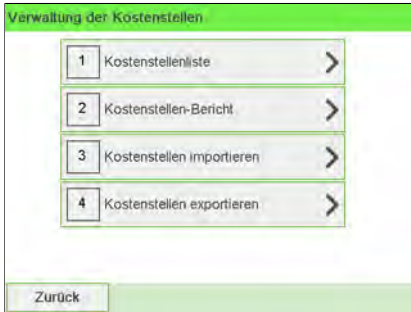 Verwaltung der Kostenstellen
1 Kostenstellenliste
2 Kostenstellen-Bericht
3 Kostenstellen importieren
4 Kostenstellen exportieren
Zurück